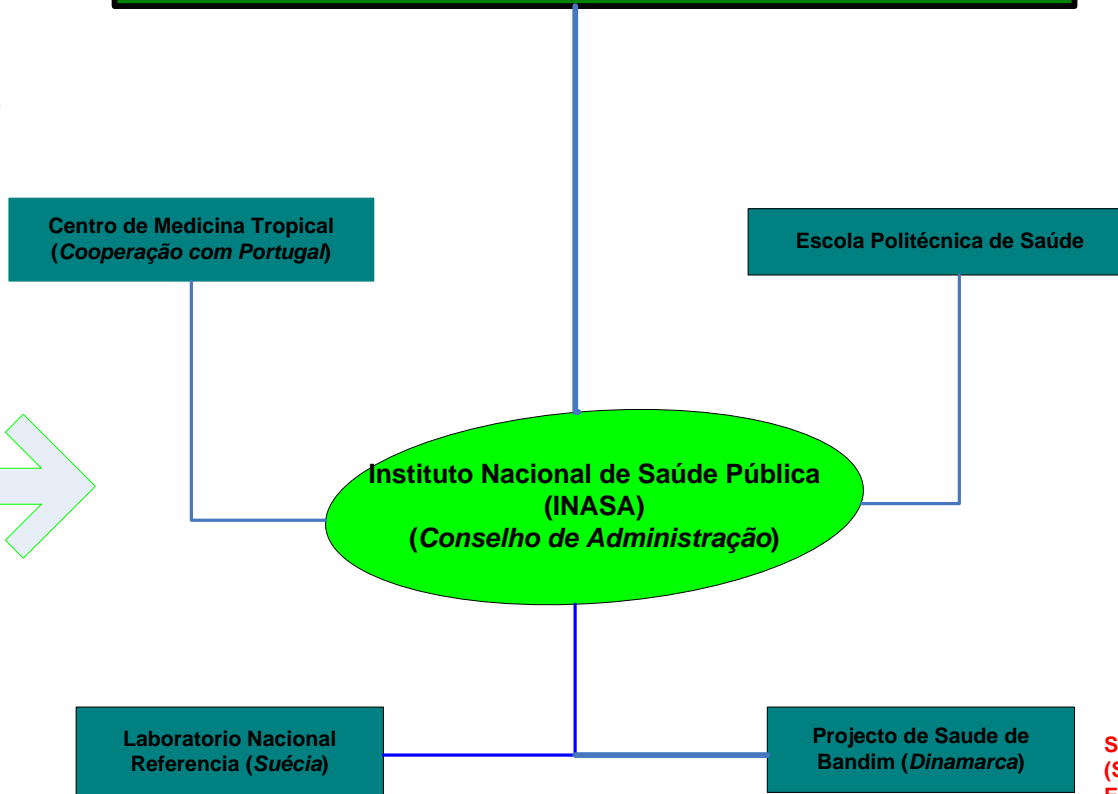 Centro de Medicina Tropical
(Cooperação com Portugal)
Escola Politécnica de Saúde
Instituto Nacional de Saúde Pública
(INASA)
(Conselho de Administração)
Laboratorio Nacional
Referencia (Suécia)
Projecto de Saude de
Bandim (Dinamarca)